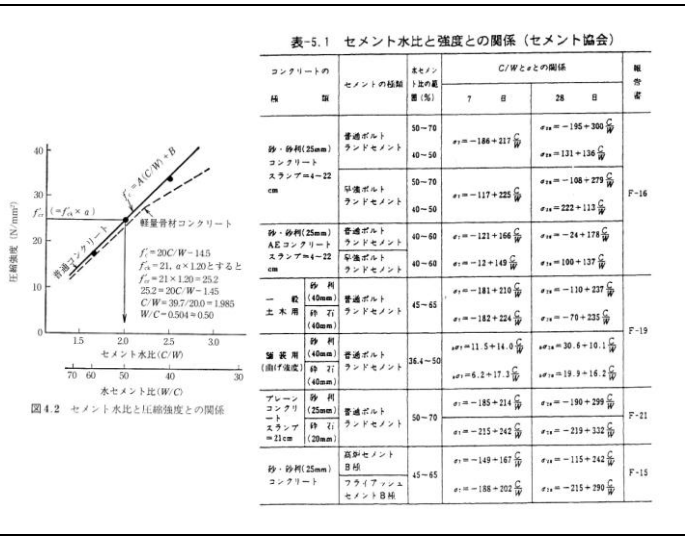 40
30
20
10
0
圧縮強度 (N/mm²)
f'cr (=f'ck×α)
f'c=A(C/W)+B
普通コンクリート
軽量骨材コンクリート
f'c=20C/W-14.5
f'ck=21, α×1.20とすると
f'cr=21×1.20=25.2
25.2=20C/W-1.45
C/W=39.7/20.0=1.985
W/C=0.504≒0.50
1.5 2.0 2.5 3.0
セメント水比(C/W)
70 60 50 40 30
水セメント比(W/C)
図4.2 セメント水比と圧縮強度との関係
表-5.1 セメント水比と強度との関係 (セメント協会)
コンクリートの
種 類
セメントの種類
水セメン
ト比の範
囲(%)
C/Wとσとの関係
7 日
28 日
報
告
書
砂・砂利(25mm)
コンクリート
スランプ=4~22
cm
普通ポルト
ランドセメント
50~70
40~50
σ₇=-186+217 C/W
σ₂₈=-195+300 C/W
σ₂₈=131+136 C/W
早強ポルト
ランドセメント
50~70
40~50
σ₇=-117+225 C/W
σ₂₈=-108+279 C/W
σ₂₈=222+113 C/W
F-16
砂・砂利(25mm)
AEコンクリート
スランプ=4~22
cm
普通ポルト
ランドセメント
40~60
σ₇=-121+166 C/W
σ₂₈=-24+178 C/W
早強ポルト
ランドセメント
40~60
σ₇=-12+149 C/W
σ₂₈=100+137 C/W
一 般
土 木 用
砂 利
(40mm)
砕 石
(40mm)
普通ポルト
ランドセメント
45~65
σ₇=-181+210 C/W
σ₂₈=-110+237 C/W
σ₇=-182+224 C/W
σ₂₈=-70+235 C/W
F-19
舗 装 用
(曲げ強度)
砂 利
(40mm)
砕 石
(40mm)
普通ポルト
ランドセメント
36.4~50
bσ₇=11.5+14.0 C/W
bσ₂₈=30.6+10.1 C/W
bσ₇=6.2+17.3 C/W
bσ₂₈=19.9+16.2 C/W
プレーン
コンクリ
ート
スランプ
=21cm
砂 利
(25mm)
砕 石
(20mm)
普通ポルト
ランドセメント
50~70
σ₇=-185+214 C/W
σ₂₈=-190+299 C/W
σ₇=-215+242 C/W
σ₂₈=-219+332 C/W
F-21
砂・砂利(25mm)
コンクリート
高炉セメント
B種
フライアッシュ
セメントB種
45~65
σ₇=-149+167 C/W
σ₂₈=-115+242 C/W
σ₇=-188+202 C/W
σ₂₈=-215+290 C/W
F-15